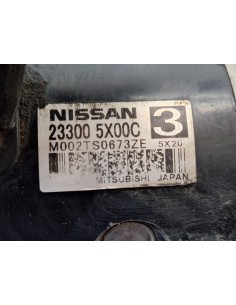 NISSAN
23300 5X00C 3
M002TS0673ZE 5X20
MITSUBISHI JAPAN